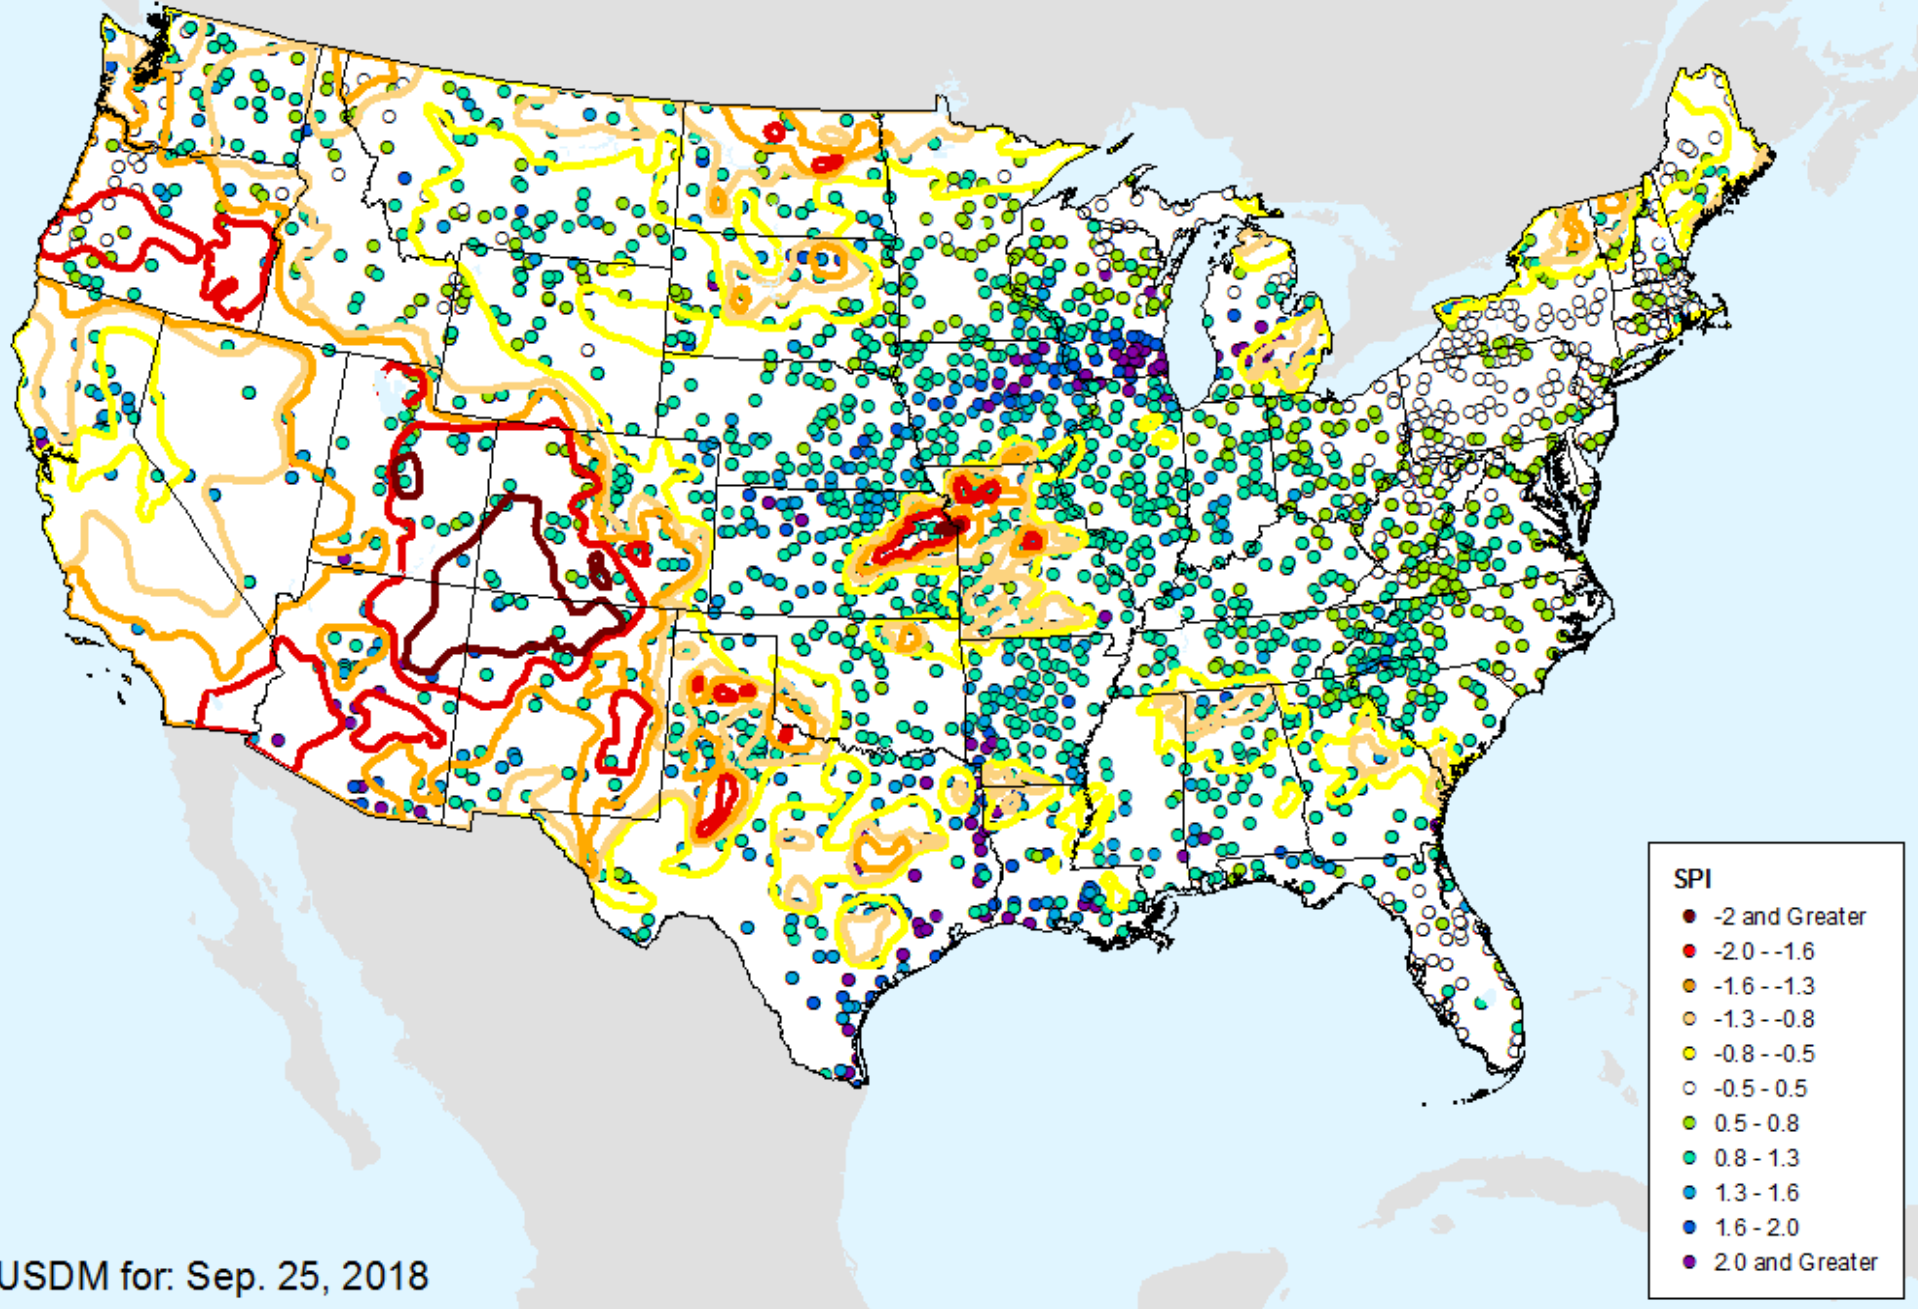 SPI
-2 and Greater
-2.0 - -1.6
-1.6 - -1.3
-1.3 - -0.8
-0.8 - -0.5
-0.5 - 0.5
0.5 - 0.8
0.8 - 1.3
1.3 - 1.6
1.6 - 2.0
2.0 and Greater
USDM for: Sep. 25, 2018